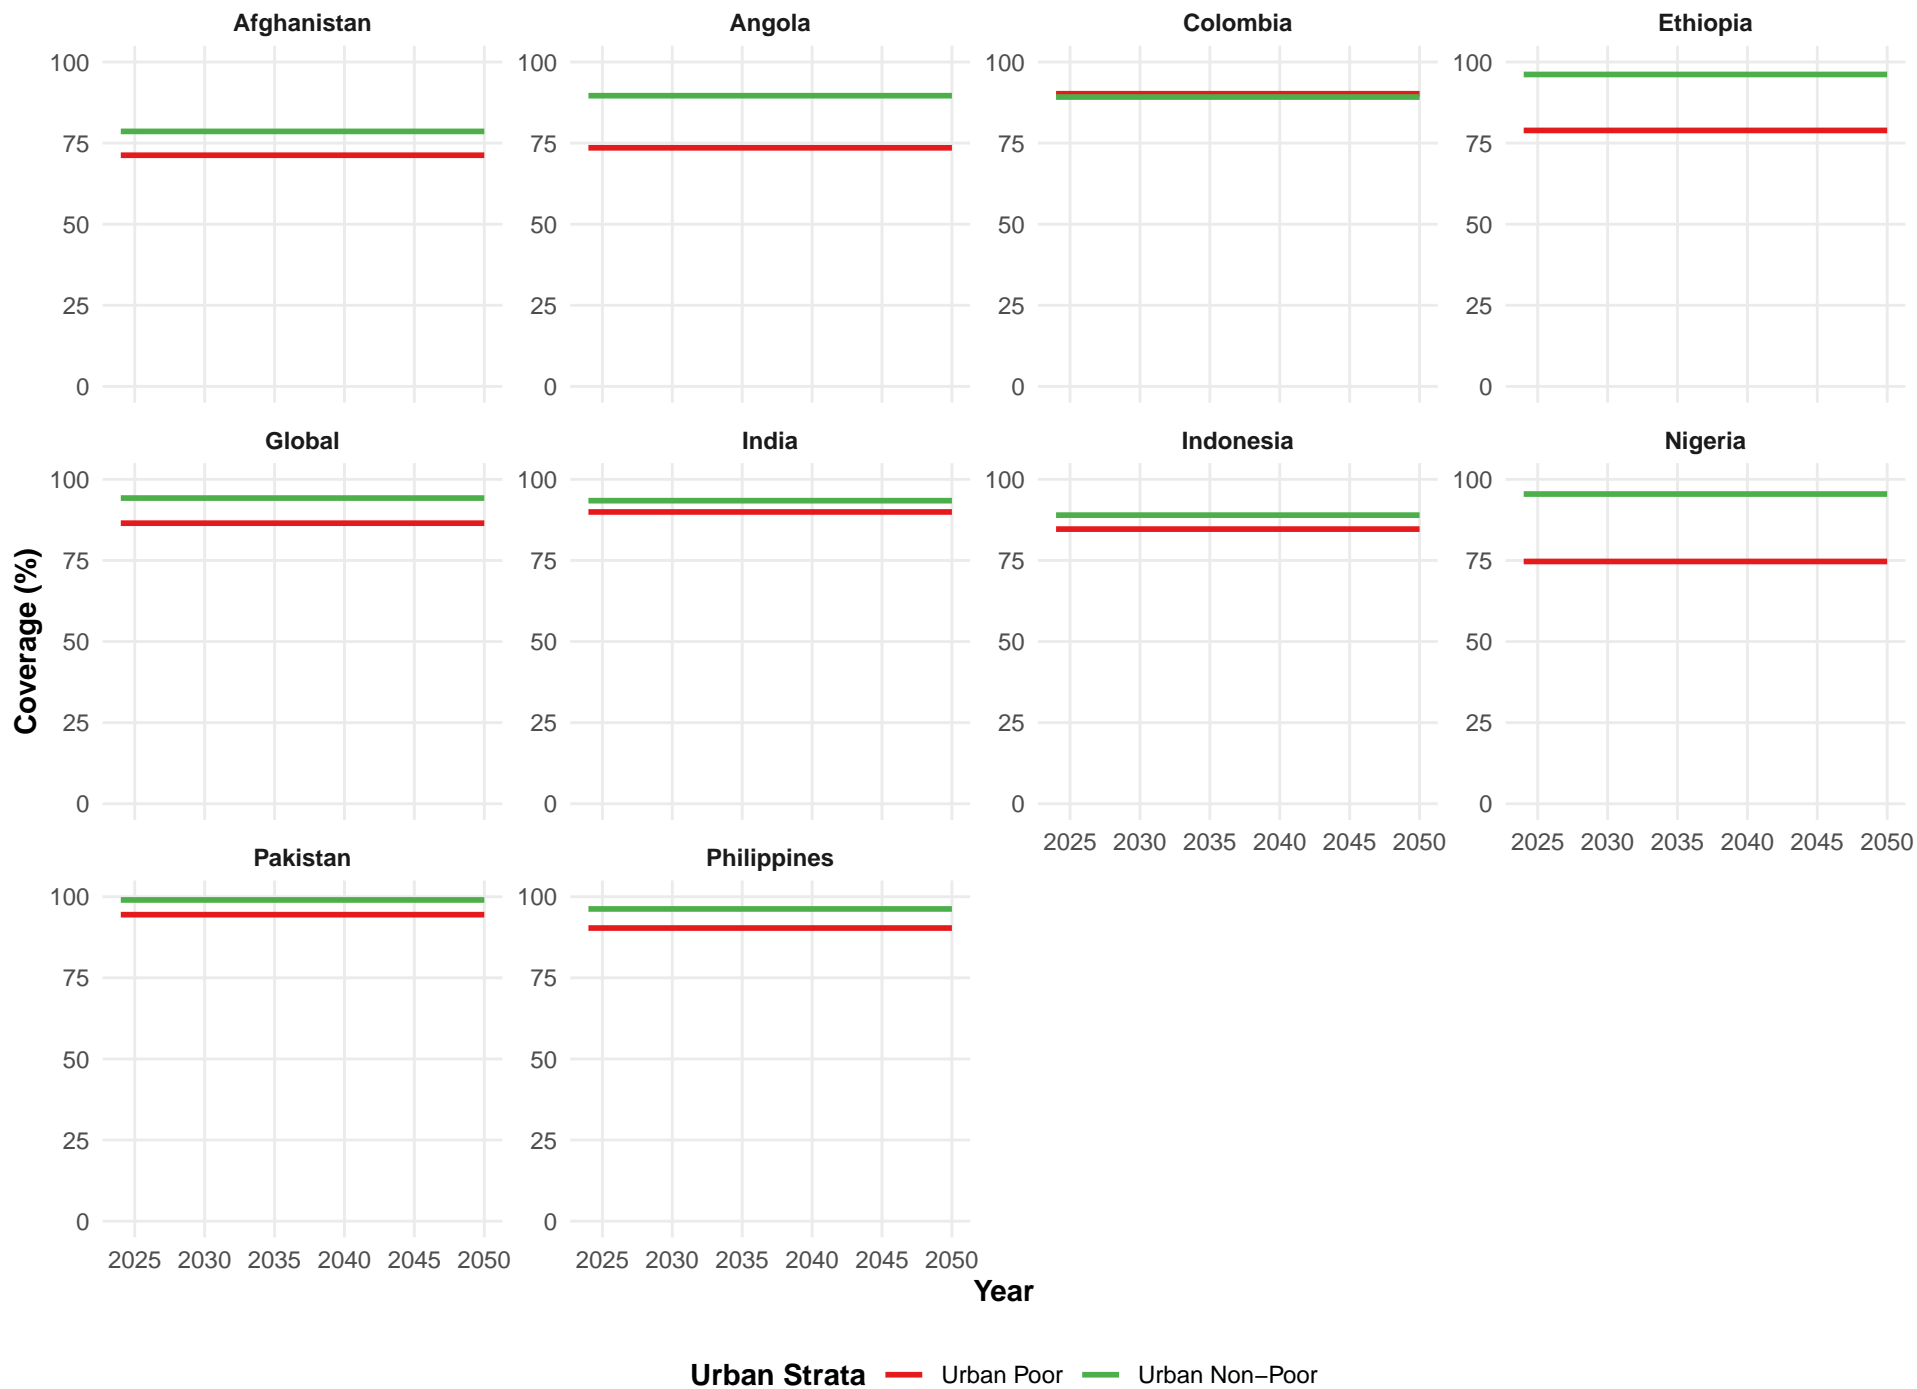 Afghanistan Angola Colombia Ethiopia
100 100 100 100
75 75 75 75
50 50 50 50
25 25 25 25
0 0 0 0
Global India Indonesia Nigeria
100 100 100 100
75 75 75 75
50 50 50 50
25 25 25 25
0 0 0 0
2025 2030 2035 2040 2045 2050 2025 2030 2035 2040 2045 2050
Pakistan Philippines
100 100
75 75
50 50
25 25
0 0
2025 2030 2035 2040 2045 2050 2025 2030 2035 2040 2045 2050
Coverage (%)
Year
Urban Strata Urban Poor Urban Non−Poor